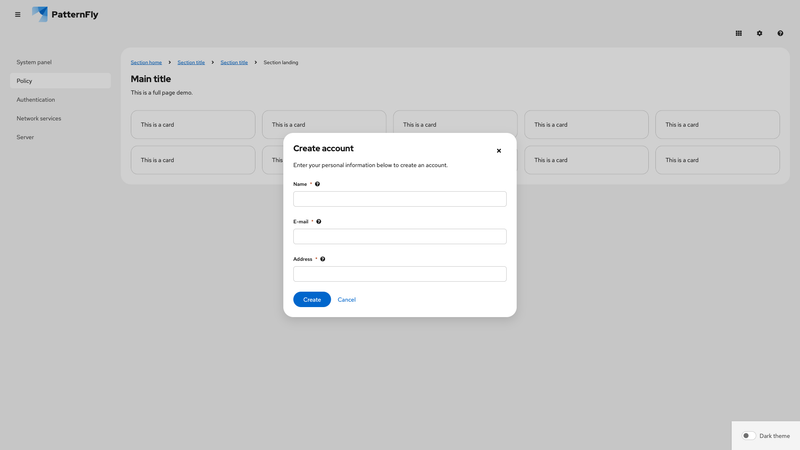 PatternFly
System panel
Policy
Authentication
Network services
Server
Section home Section title Section title Section landing
Main title
This is a full page demo.
This is a card This is a card This is a card This is a card This is a card
This is a card This is a card This is a card
Create account
Enter your personal information below to create an account.
Name *
E-mail *
Address *
Create Cancel
Dark theme